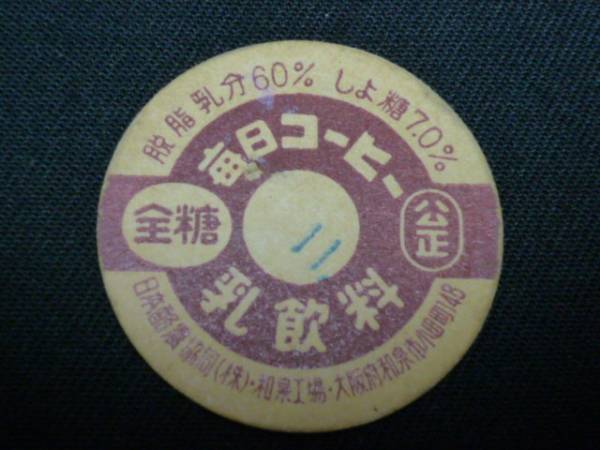 脱脂乳分60% しよ糖7.0%
毎日コーヒー
全糖
公正
二
乳飲料
日本酪農協同(株)・和泉工場・大阪府和泉市小田町148